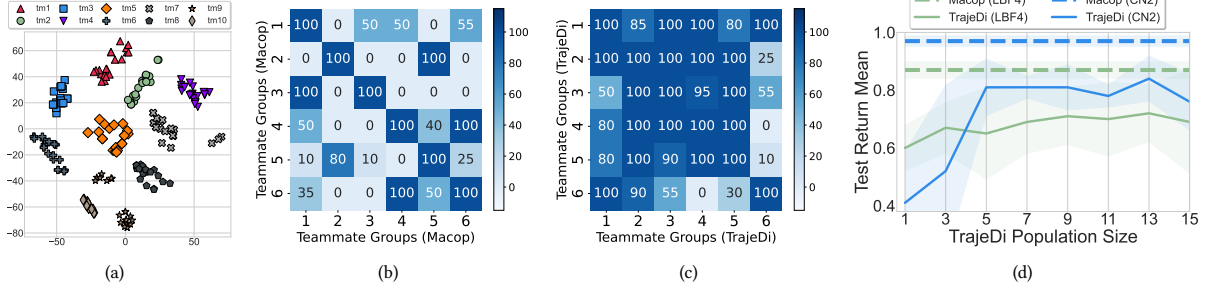 tm1 tm3 tm5 tm7 tm9
tm2 tm4 tm6 tm8 tm10
60
40
20
0
−20
−40
−60
−80
−50 0 50
(a)
Teammate Groups (Macop)
1 100 0 50 50 0 55
2 0 100 0 0 100 0
3 100 0 100 0 0 0
4 50 0 0 100 40 100
5 10 80 10 0 100 25
6 35 0 0 100 50 100
1 2 3 4 5 6
Teammate Groups (Macop)
100
80
60
40
20
0
(b)
Teammate Groups (TrajeDi)
1 100 85 80 100 80 100
2 100 100 100 100 100 25
3 50 100 100 95 100 55
4 80 100 100 100 100 0
5 80 100 90 100 100 10
6 100 90 55 0 30 100
1 2 3 4 5 6
Teammate Groups (TrajeDi)
100
80
60
40
20
0
(c)
Macop (LBF4) Macop (CN2)
TrajeDi (LBF4) TrajeDi (CN2)
Test Return Mean
1.0
0.8
0.6
0.4
1 3 5 7 9 11 13 15
TrajeDi Population Size
(d)